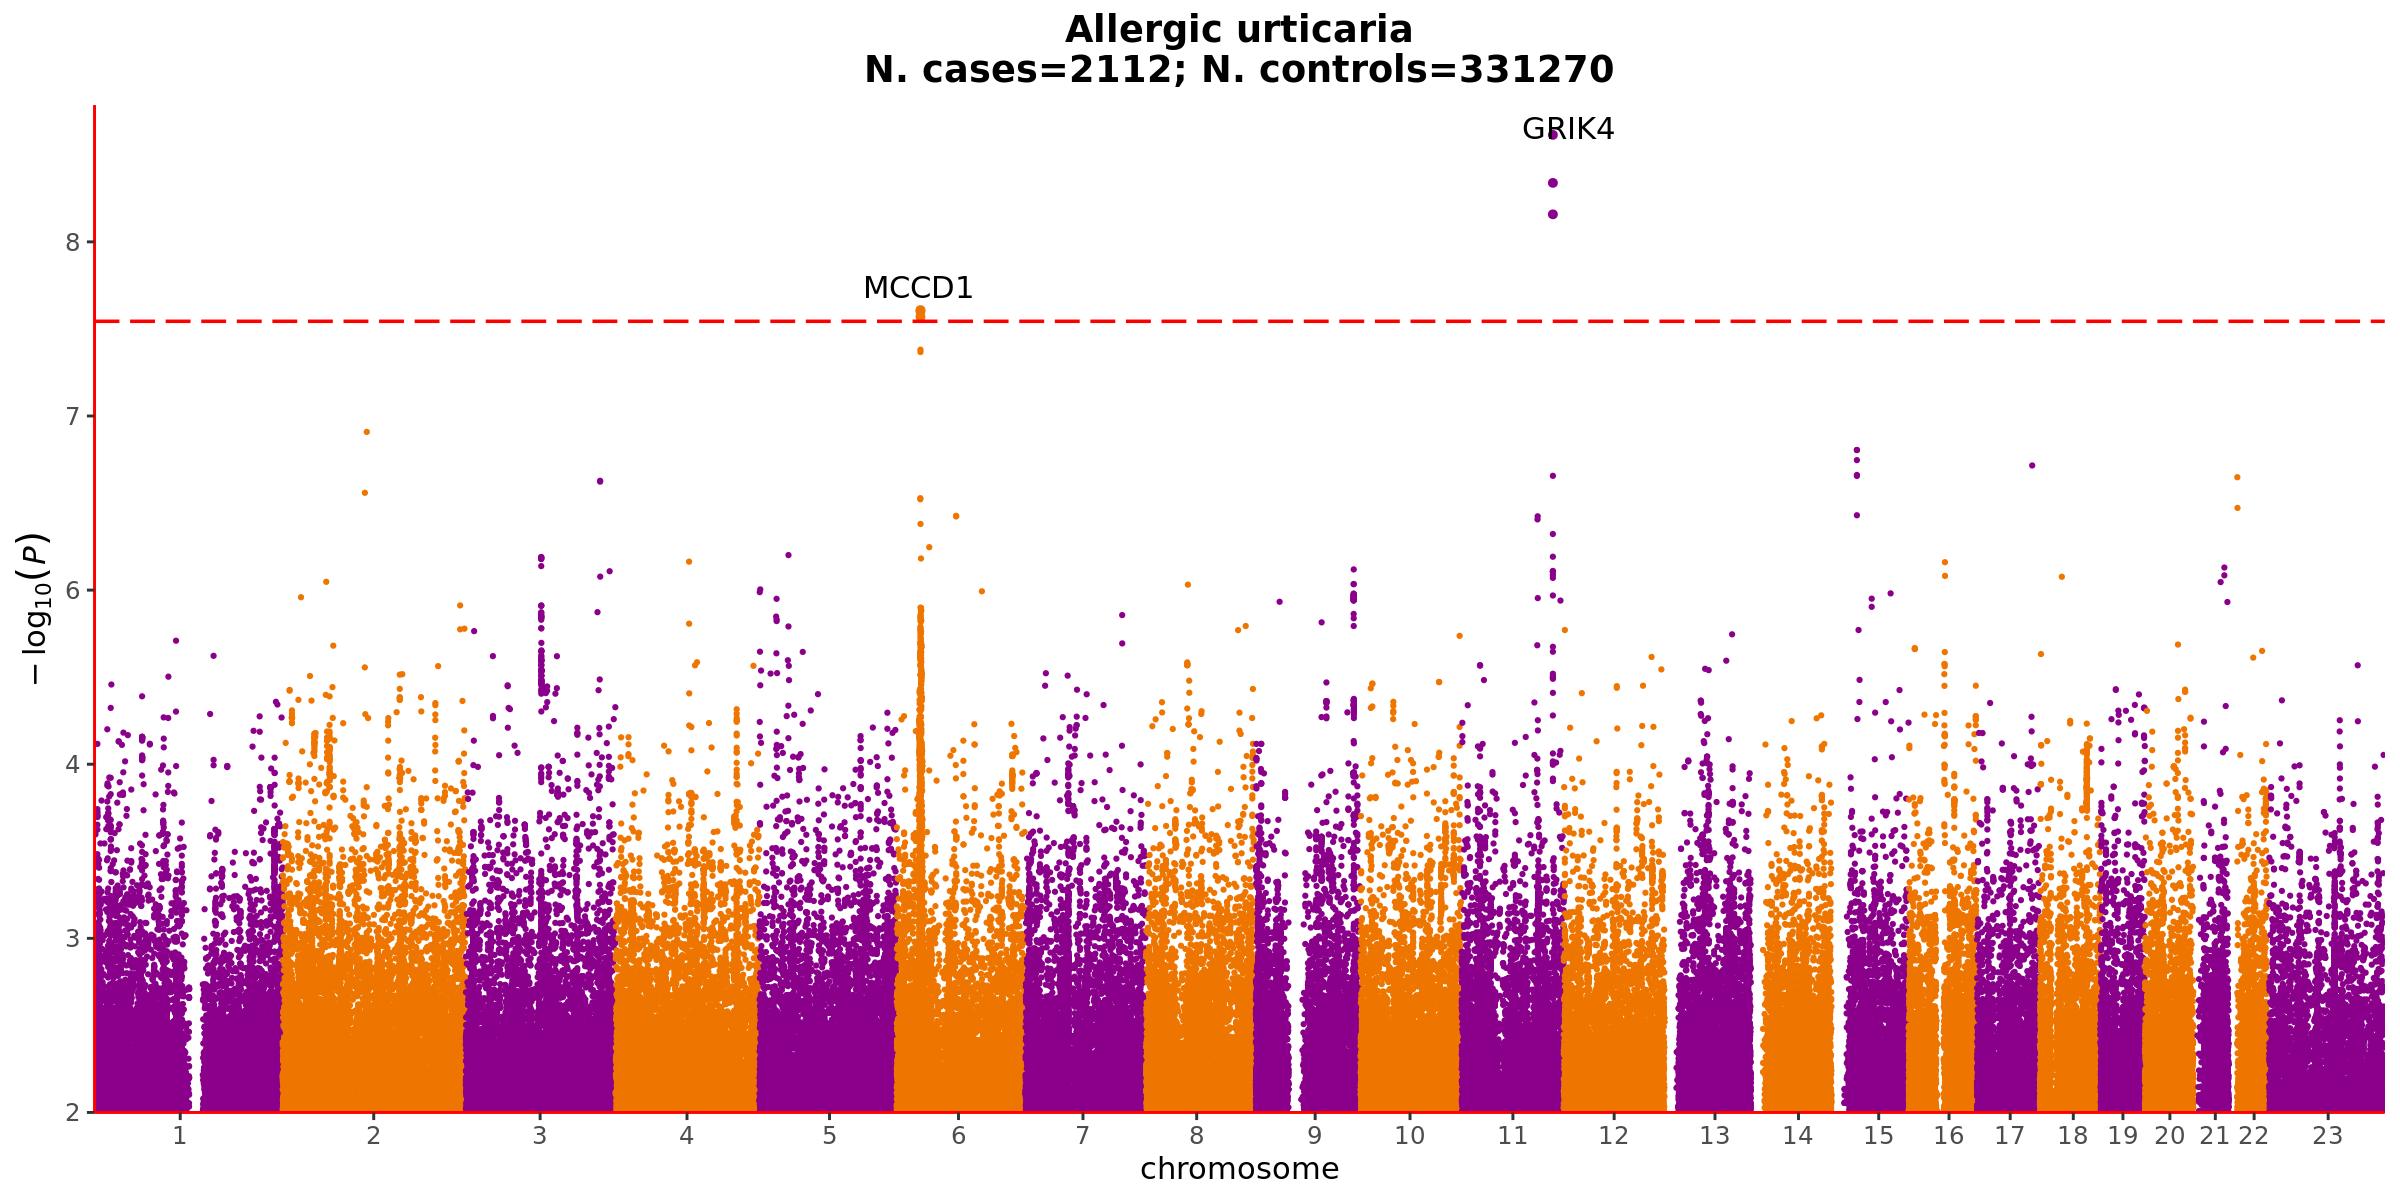 Allergic urticaria
N. cases=2112; N. controls=331270
GRIK4
8
MCCD1
7
6
− log10(P)
4
3
2
1 2 3 4 5 6 7 8 9 10 11 12 13 14 15 16 17 18 19 20 21 22 23
chromosome